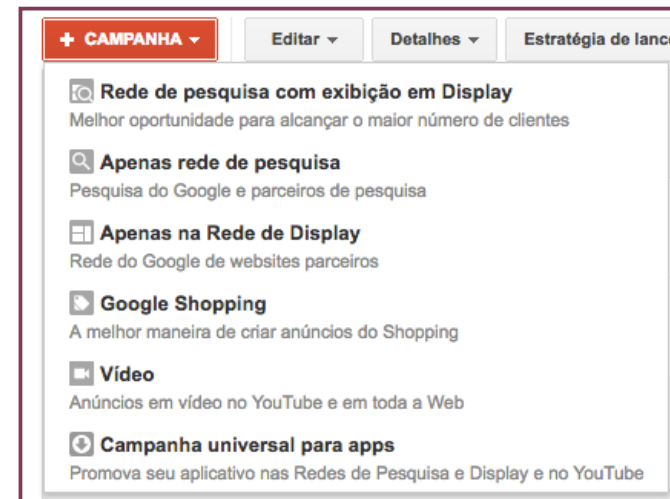 + CAMPANHA Editar Detalhes Estratégia de lance
Rede de pesquisa com exibição em Display
Melhor oportunidade para alcançar o maior número de clientes
Apenas rede de pesquisa
Pesquisa do Google e parceiros de pesquisa
Apenas na Rede de Display
Rede do Google de websites parceiros
Google Shopping
A melhor maneira de criar anúncios do Shopping
Vídeo
Anúncios em vídeo no YouTube e em toda a Web
Campanha universal para apps
Promova seu aplicativo nas Redes de Pesquisa e Display e no YouTube